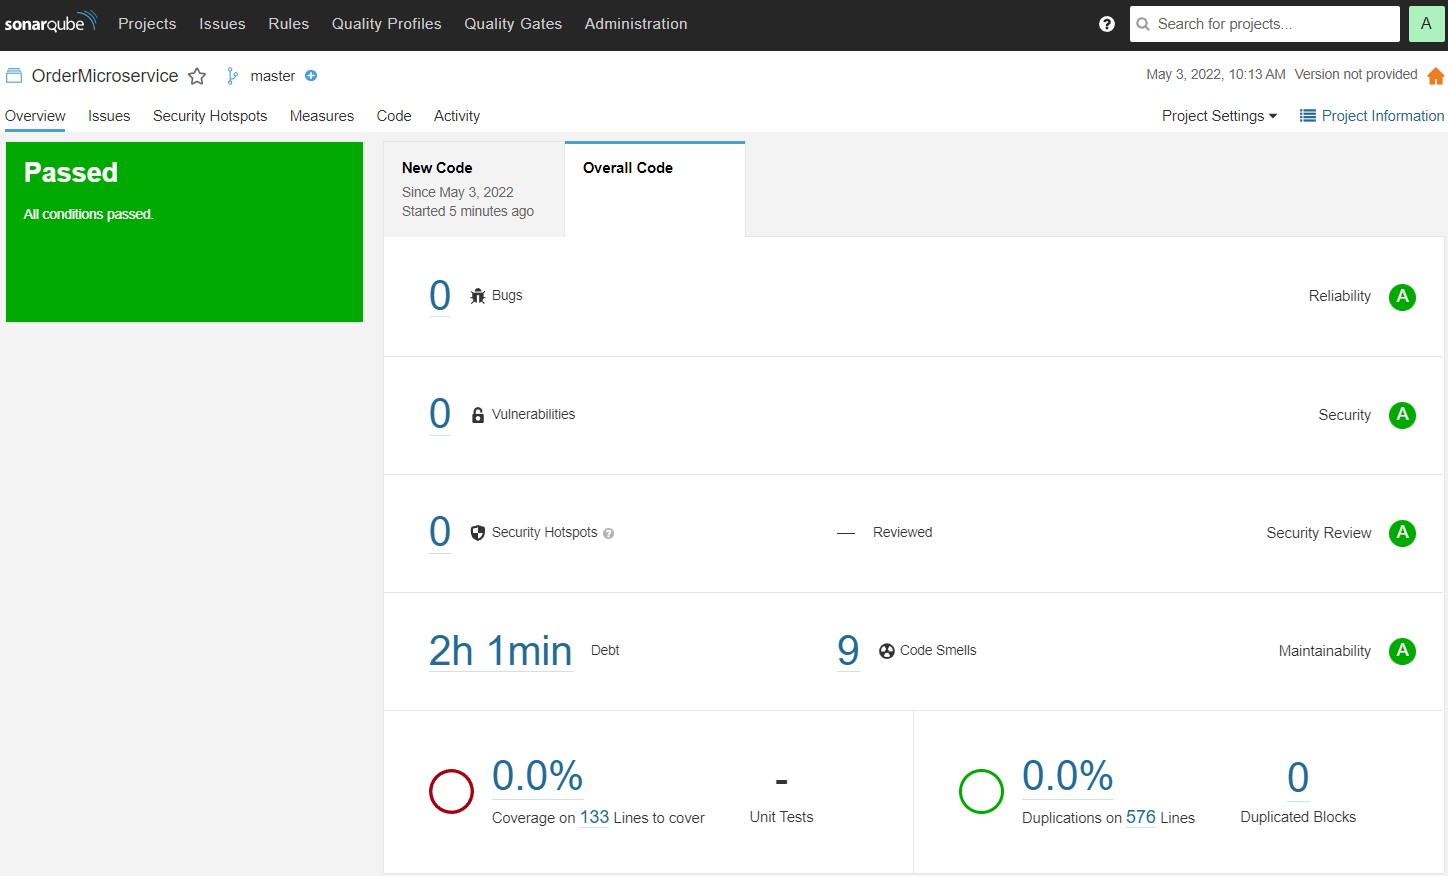 sonarqube Projects Issues Rules Quality Profiles Quality Gates Administration ? Search for projects... A
OrderMicroservice master May 3, 2022, 10:13 AM Version not provided
Overview Issues Security Hotspots Measures Code Activity Project Settings Project Information
Passed
All conditions passed.
New Code
Since May 3, 2022
Started 5 minutes ago
Overall Code
0 Bugs Reliability A
0 Vulnerabilities Security A
0 Security Hotspots ? — Reviewed Security Review A
2h 1min Debt 9 Code Smells Maintainability A
0.0%
Coverage on 133 Lines to cover
-
Unit Tests
0.0%
Duplications on 576 Lines
0
Duplicated Blocks